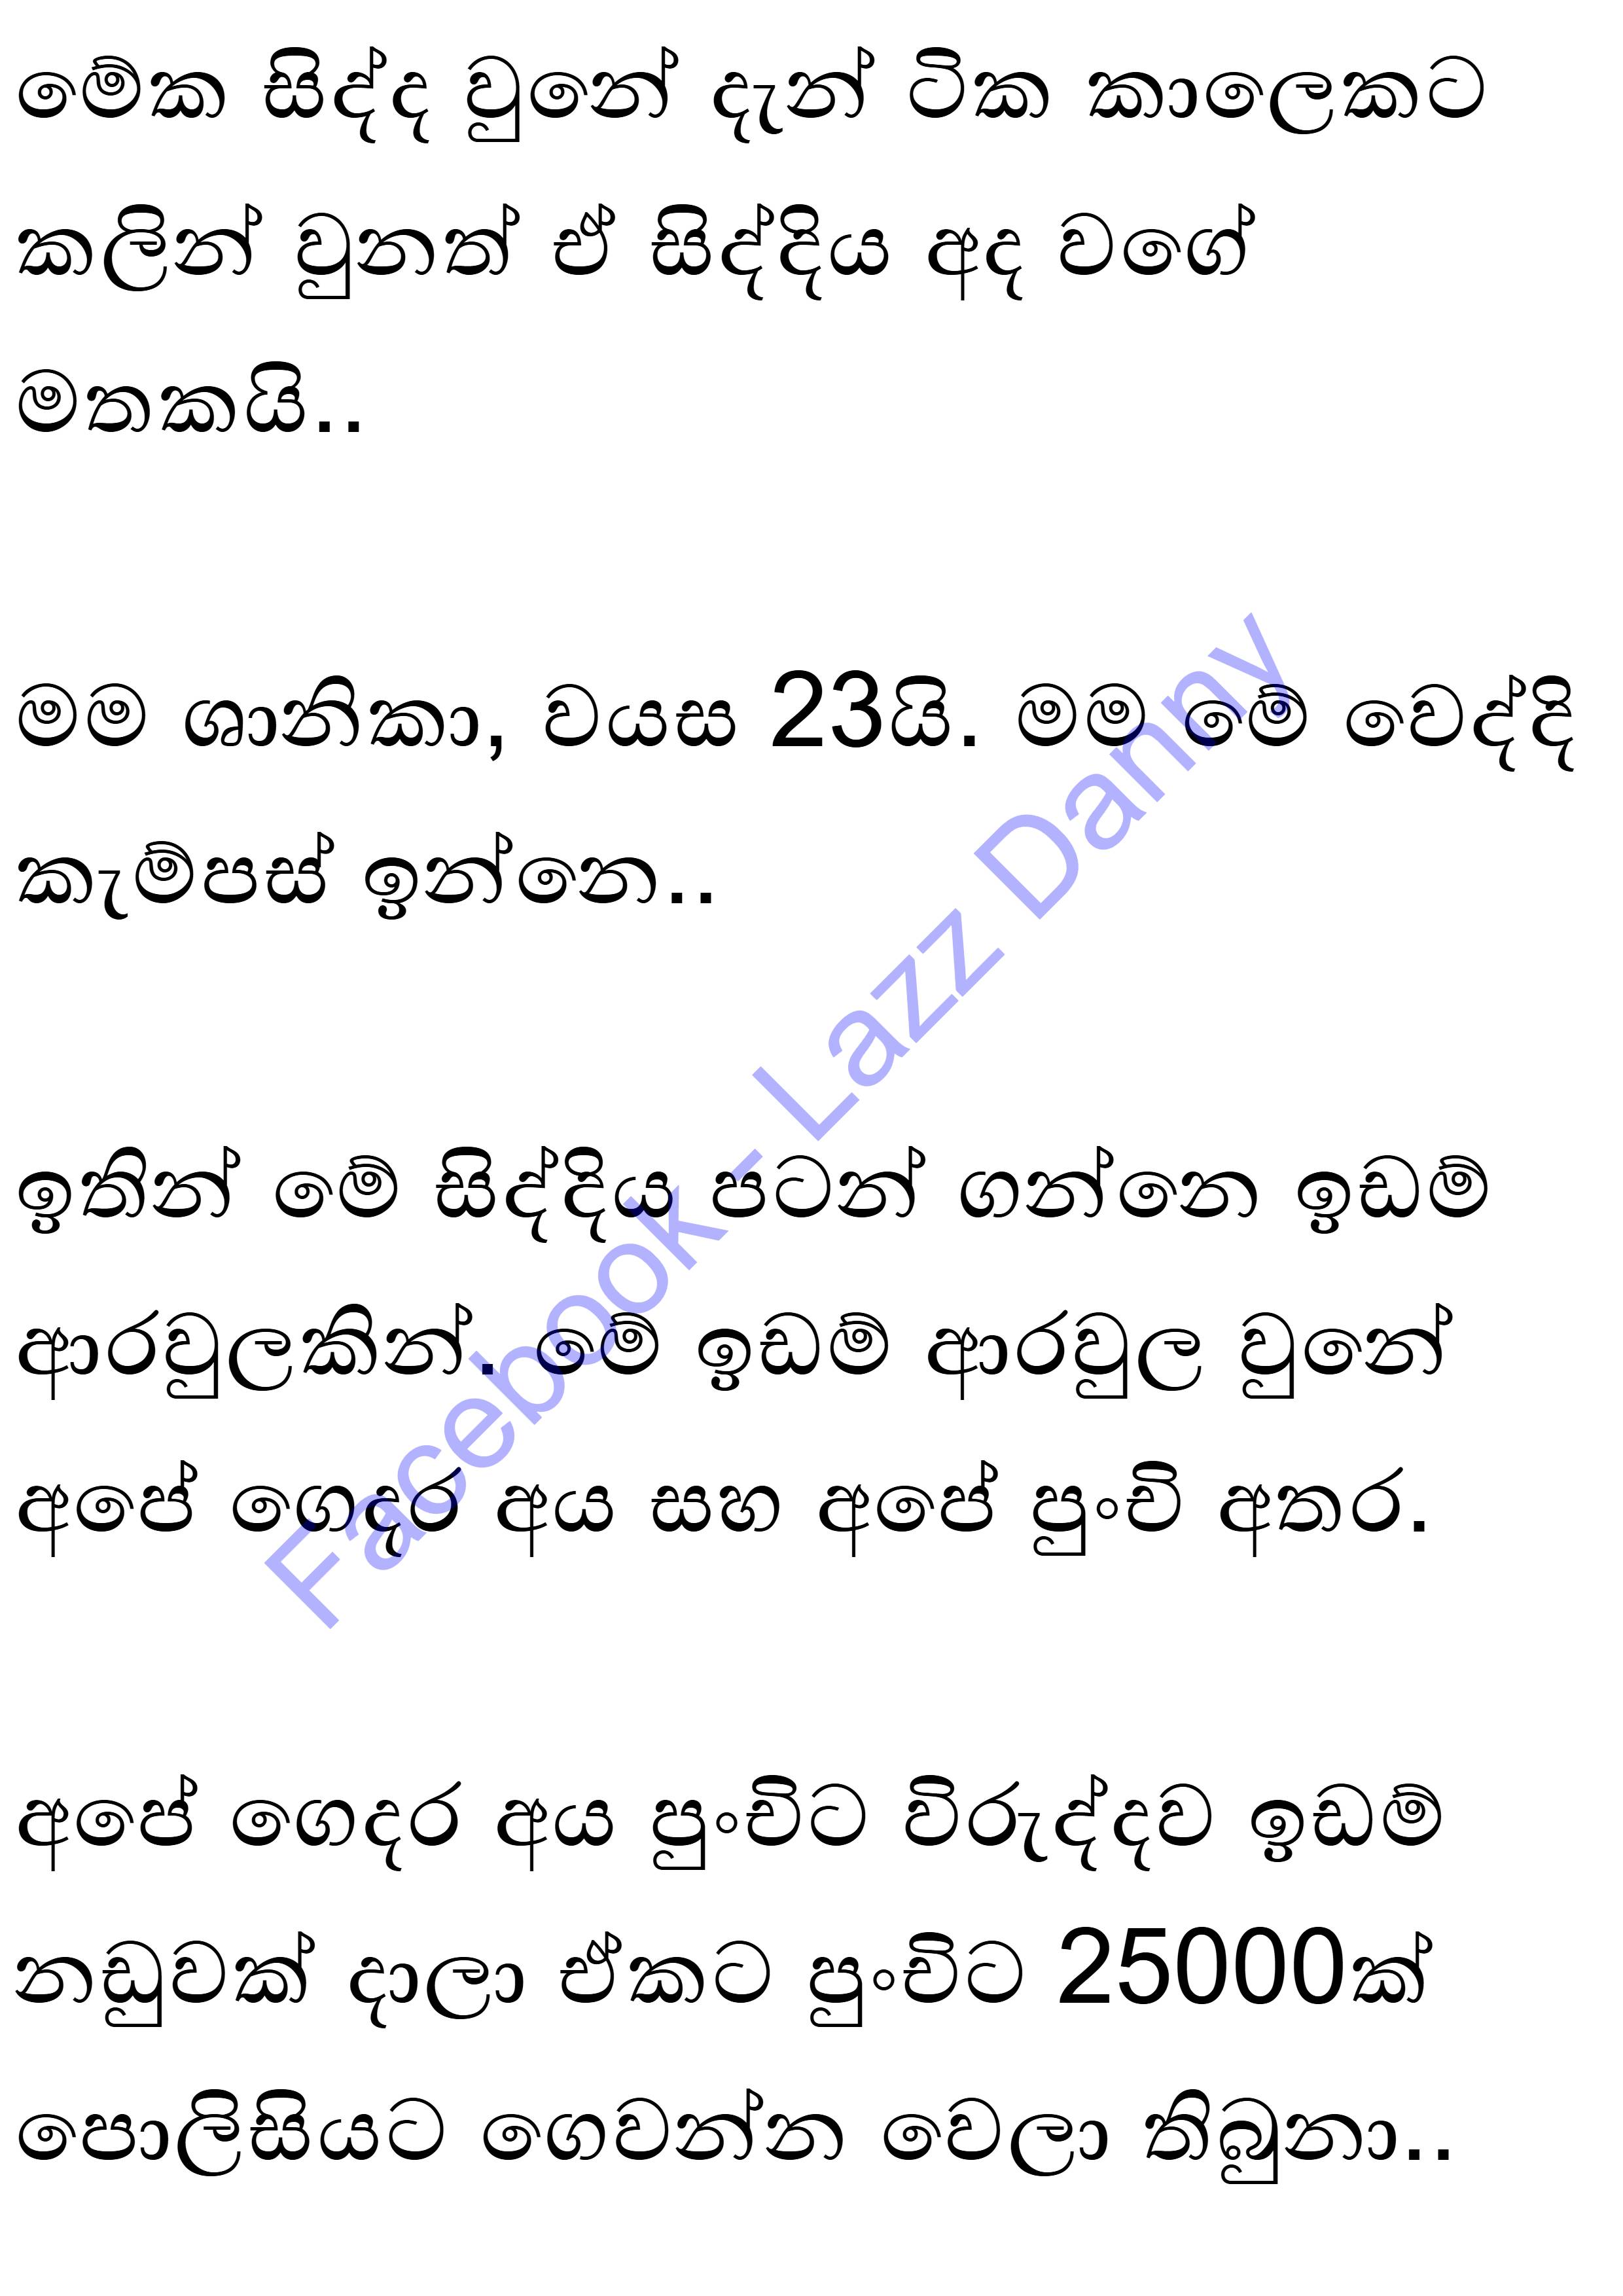 මේක සිද්ද වුනේ දැන් ටික කාලෙකට
කලින් වුනත් ඒ සිද්දිය අද වගේ
මතකයි..
මම ශානිකා, වයස 23යි. මම මේ වෙද්දි
කැම්පස් ඉන්නෙ..
ඉතින් මේ සිද්දිය පටන් ගන්නෙ ඉඩම්
ආරවුලකින්. මේ ඉඩම් ආරවුල වුනේ
අපේ ගෙදර අය සහ අපේ පුංචි අතර.
අපේ ගෙදර අය පුංචිට විරුද්දව ඉඩම්
නඩුවක් දාලා ඒකට පුංචිට 25000ක්
පොලිසියට ගෙවන්න වෙලා තිබුනා..
Facebook - Lazz Danny